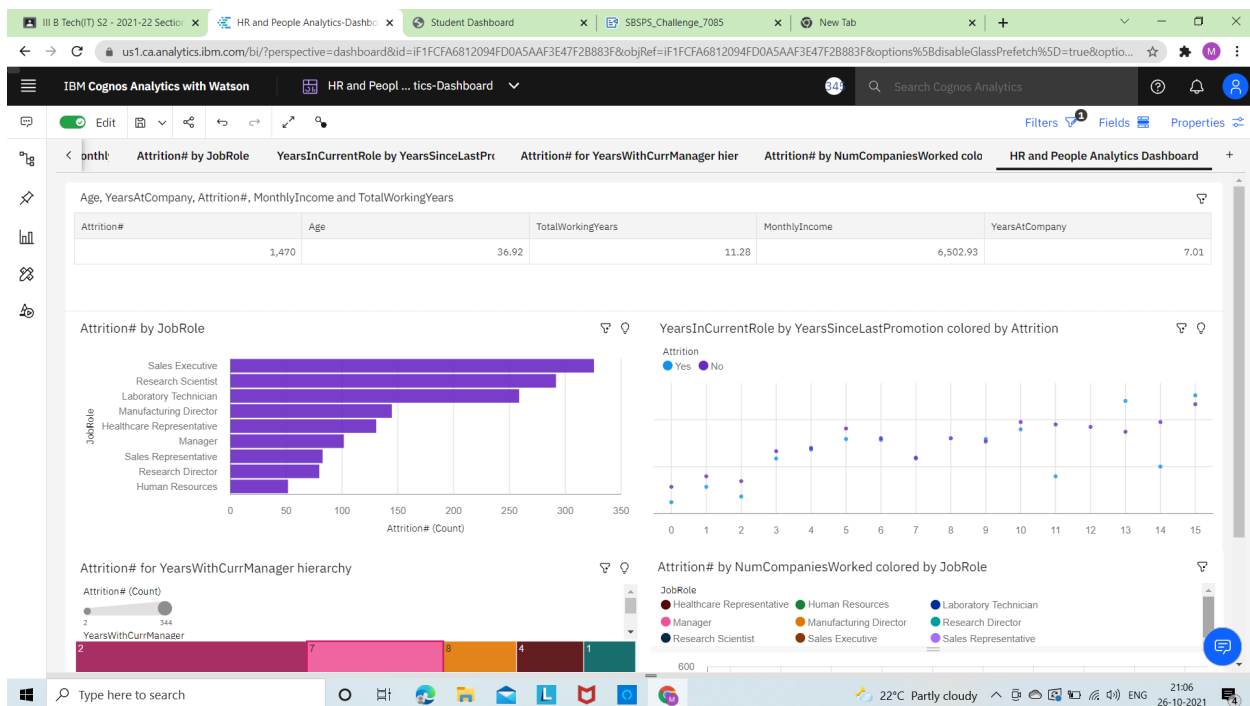 III B Tech(IT) S2 - 2021-22 Section
HR and People Analytics-Dashbo
Student Dashboard
SBSPS_Challenge_7085
New Tab
us1.ca.analytics.ibm.com/bi/?perspective=dashboard&id=iF1FCFA6812094FD0A5AAF3E47F2B883F&objRef=iF1FCFA6812094FD0A5AAF3E47F2B883F&options%5BdisableGlassPrefetch%5D=true&optio...
M
IBM Cognos Analytics with Watson
HR and Peopl ... tics-Dashboard
Search Cognos Analytics
Edit
Filters 1 Fields Properties
onthl
Attrition# by JobRole
YearsInCurrentRole by YearsSinceLastPr
Attrition# for YearsWithCurrManager hier
Attrition# by NumCompaniesWorked colo
HR and People Analytics Dashboard
Age, YearsAtCompany, Attrition#, MonthlyIncome and TotalWorkingYears
Attrition# Age TotalWorkingYears MonthlyIncome YearsAtCompany
1,470 36.92 11.28 6,502.93 7.01
Attrition# by JobRole
JobRole
Sales Executive
Research Scientist
Laboratory Technician
Manufacturing Director
Healthcare Representative
Manager
Sales Representative
Research Director
Human Resources
0 50 100 150 200 250 300 350
Attrition# (Count)
YearsInCurrentRole by YearsSinceLastPromotion colored by Attrition
Attrition
Yes No
0 1 2 3 4 5 6 7 8 9 10 11 12 13 14 15
Attrition# for YearsWithCurrManager hierarchy
Attrition# (Count)
2 344
YearsWithCurrManager
2 7 8 4 1
Attrition# by NumCompaniesWorked colored by JobRole
JobRole
Healthcare Representative Human Resources Laboratory Technician
Manager Manufacturing Director Research Director
Research Scientist Sales Executive Sales Representative
600
Type here to search
22°C Partly cloudy
ENG
21:06
26-10-2021
4